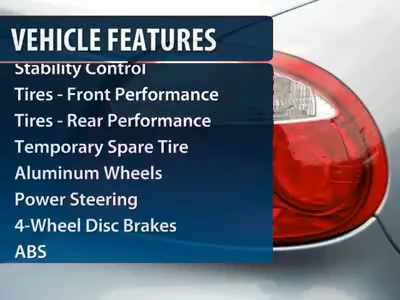 VEHICLE FEATURES
Stability Control
Tires - Front Performance
Tires - Rear Performance
Temporary Spare Tire
Aluminum Wheels
Power Steering
4-Wheel Disc Brakes
ABS